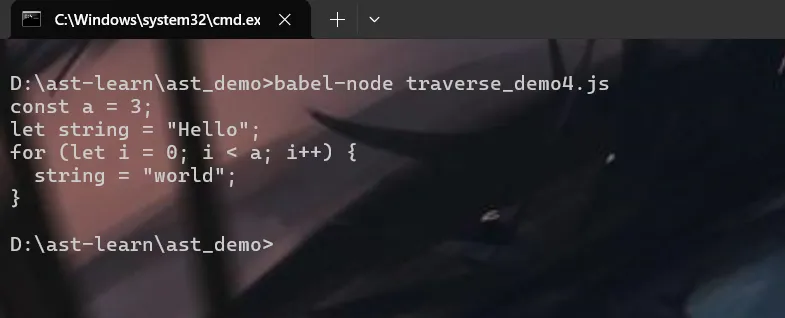 C:\Windows\system32\cmd.ex
D:\ast-learn\ast_demo>babel-node traverse_demo4.js
const a = 3;
let string = "Hello";
for (let i = 0; i < a; i++) {
  string = "world";
}
D:\ast-learn\ast_demo>